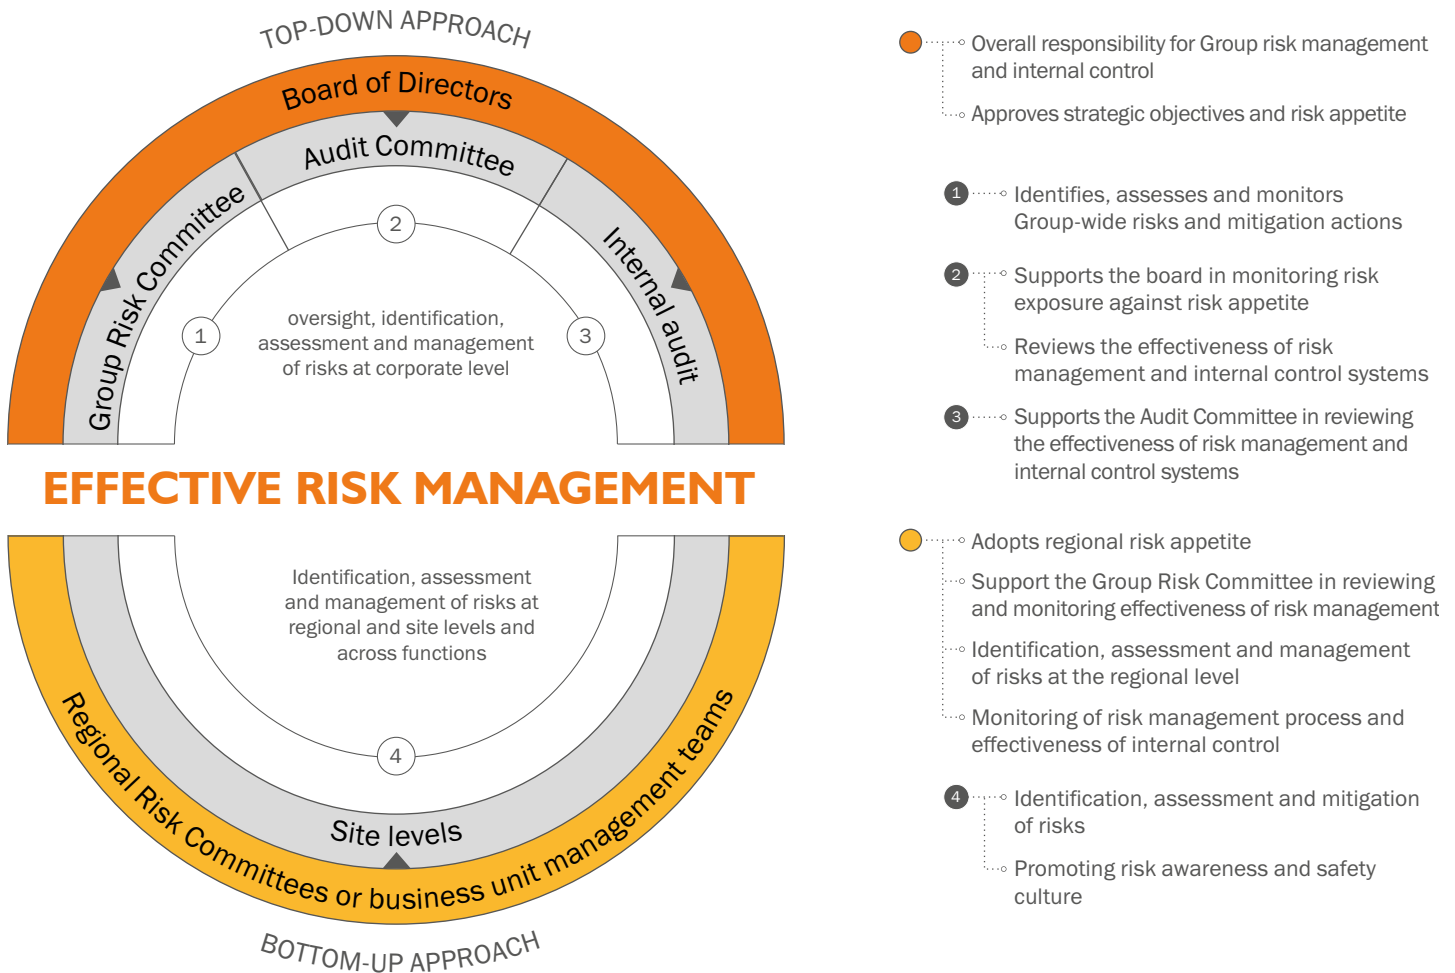 TOP-DOWN APPROACH
Board of Directors
Audit Committee
Group Risk Committee
Internal audit
2
1
3
oversight, identification,
assessment and management
of risks at corporate level
EFFECTIVE RISK MANAGEMENT
Identification, assessment
and management of risks at
regional and site levels and
across functions
4
Site levels
Regional Risk Committees or business unit management teams
BOTTOM-UP APPROACH
Overall responsibility for Group risk management
and internal control
Approves strategic objectives and risk appetite
1 Identifies, assesses and monitors
Group-wide risks and mitigation actions
2 Supports the board in monitoring risk
exposure against risk appetite
Reviews the effectiveness of risk
management and internal control systems
3 Supports the Audit Committee in reviewing
the effectiveness of risk management and
internal control systems
Adopts regional risk appetite
Support the Group Risk Committee in reviewing
and monitoring effectiveness of risk management
Identification, assessment and management
of risks at the regional level
Monitoring of risk management process and
effectiveness of internal control
4 Identification, assessment and mitigation
of risks
Promoting risk awareness and safety
culture